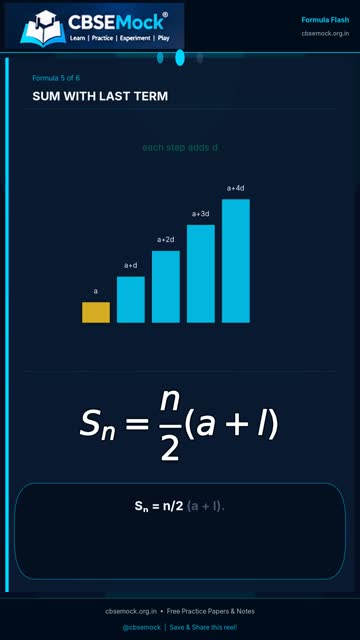 CBSEMock®
Learn | Practice | Experiment | Play
Formula Flash
cbsemock.org.in
Formula 5 of 6
SUM WITH LAST TERM
each step adds d
a+4d
a+3d
a+2d
a+d
a
Sₙ = n/2 (a + l)
Sₙ = n/2 (a + l).
cbsemock.org.in • Free Practice Papers & Notes
@cbsemock | Save & Share this reel!